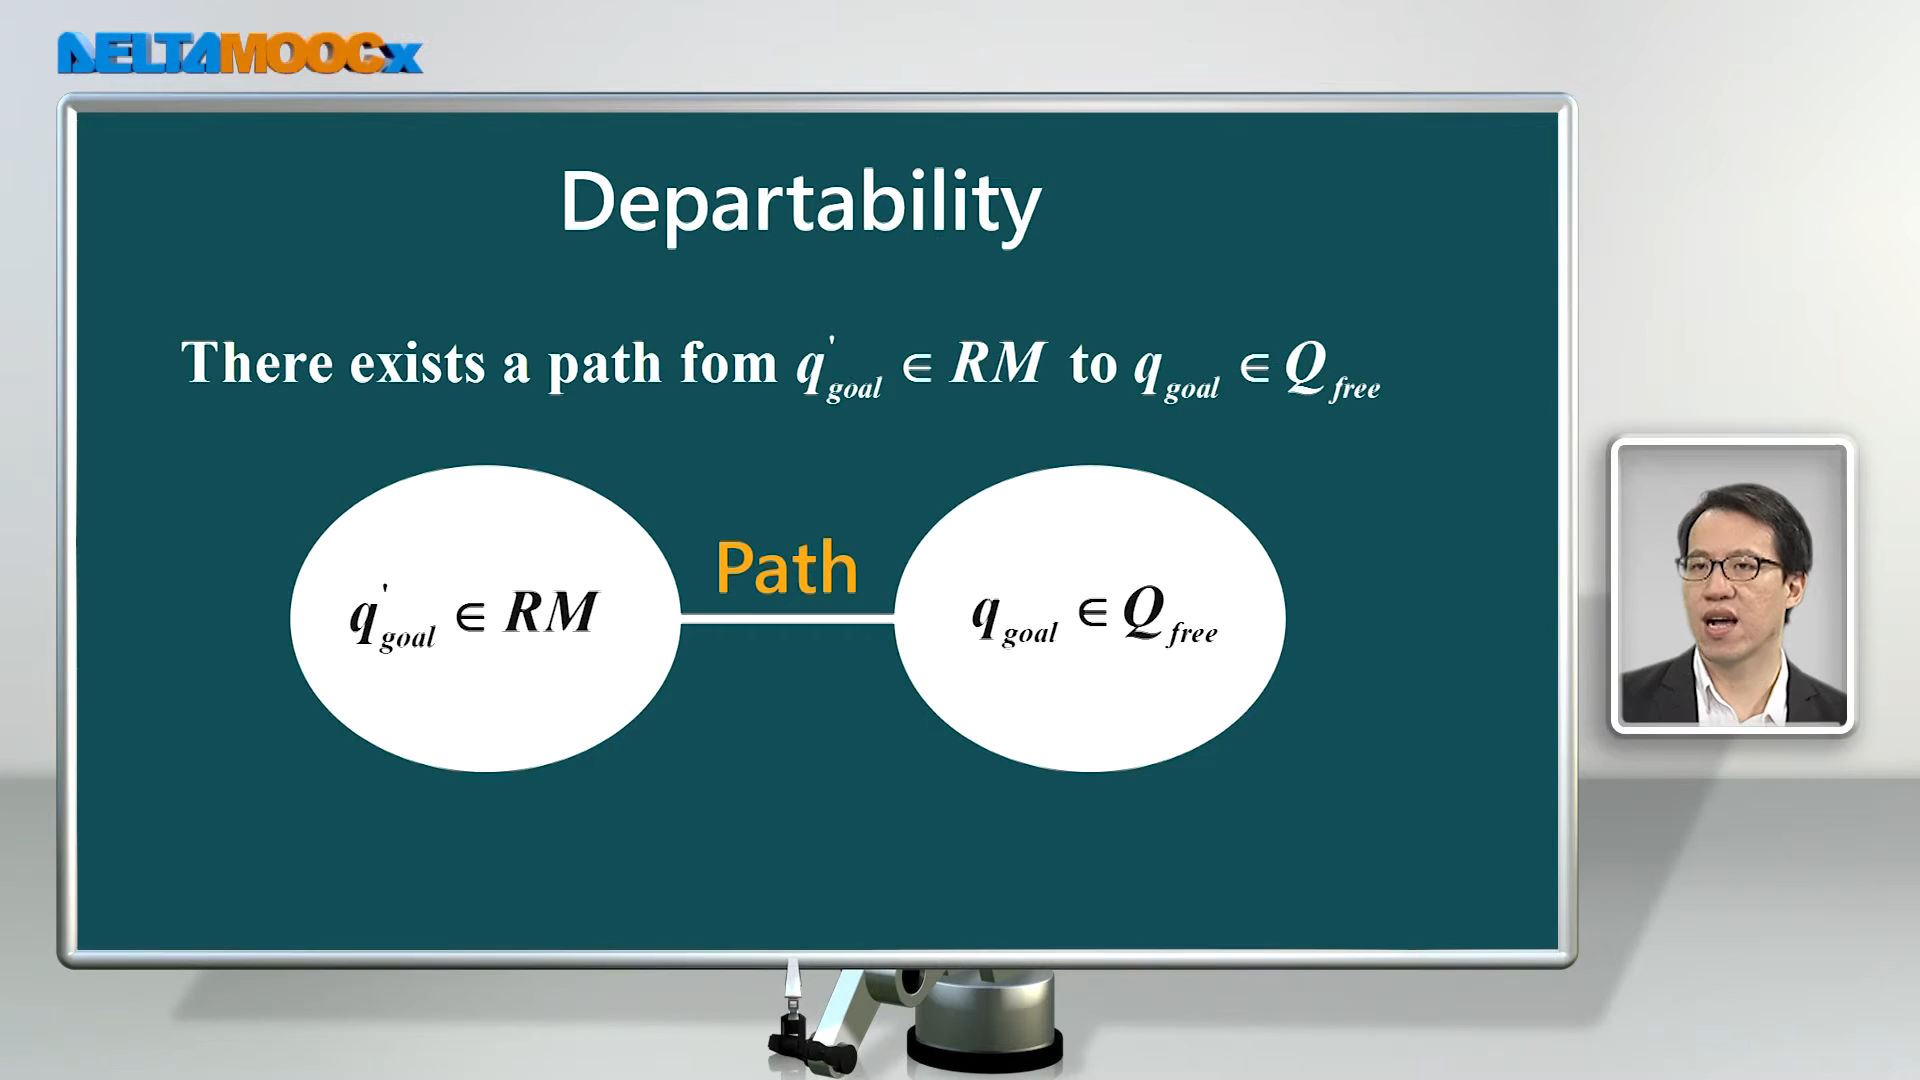 DELTAMOOCx
Departability
There exists a path fom q'goal ∈ RM to qgoal ∈ Qfree
Path
q'goal ∈ RM
qgoal ∈ Qfree